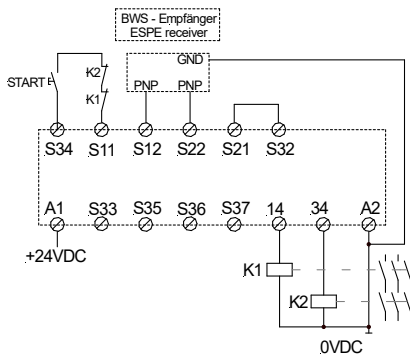 BWS - Empfänger
ESPE receiver
GND
K2
START
PNP PNP
K1
S34 S11 S12 S22 S21 S32
A1 S33 S35 S36 S37 14 34 A2
+24VDC
K1
K2
0VDC